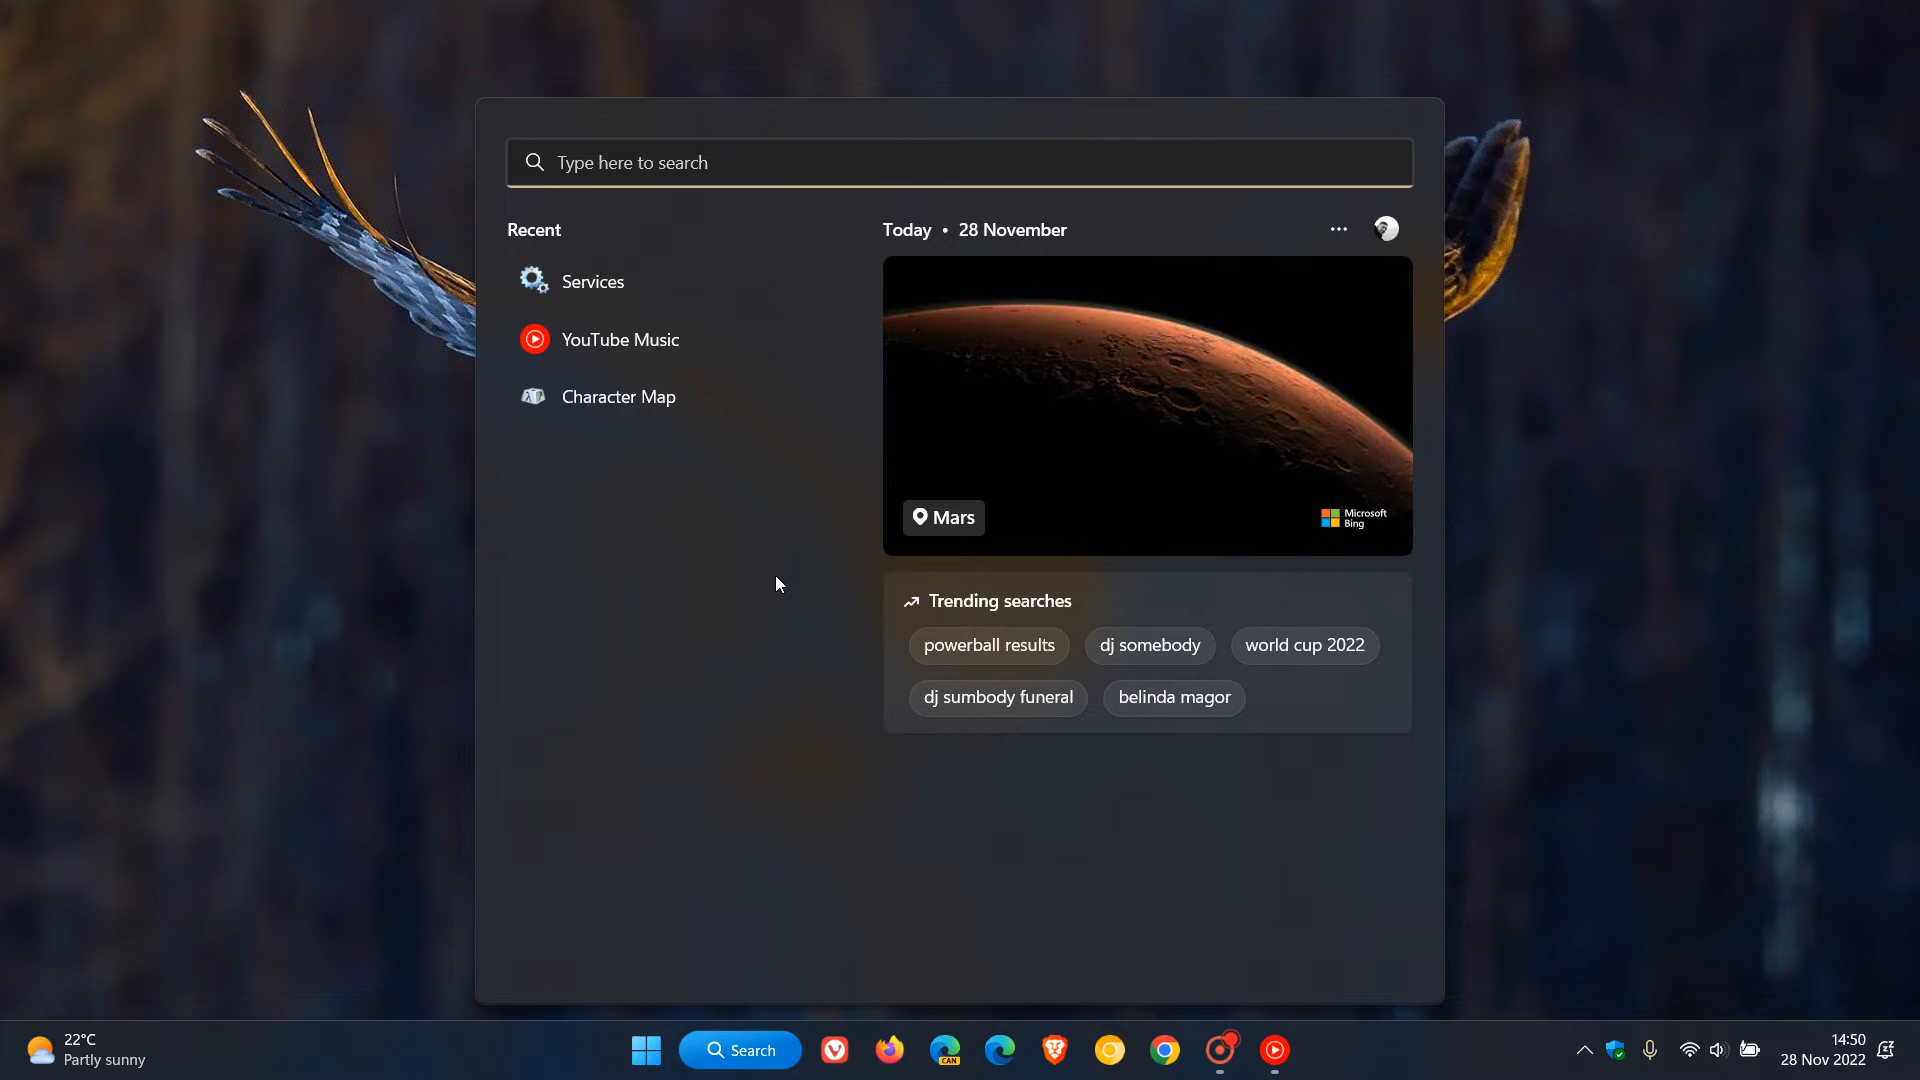 Type here to search
Recent
Services
YouTube Music
Character Map
Today • 28 November
Mars
Microsoft
Bing
Trending searches
powerball results
dj somebody
world cup 2022
dj sumbody funeral
belinda magor
22°C
Partly sunny
Search
CAN
14:50
28 Nov 2022